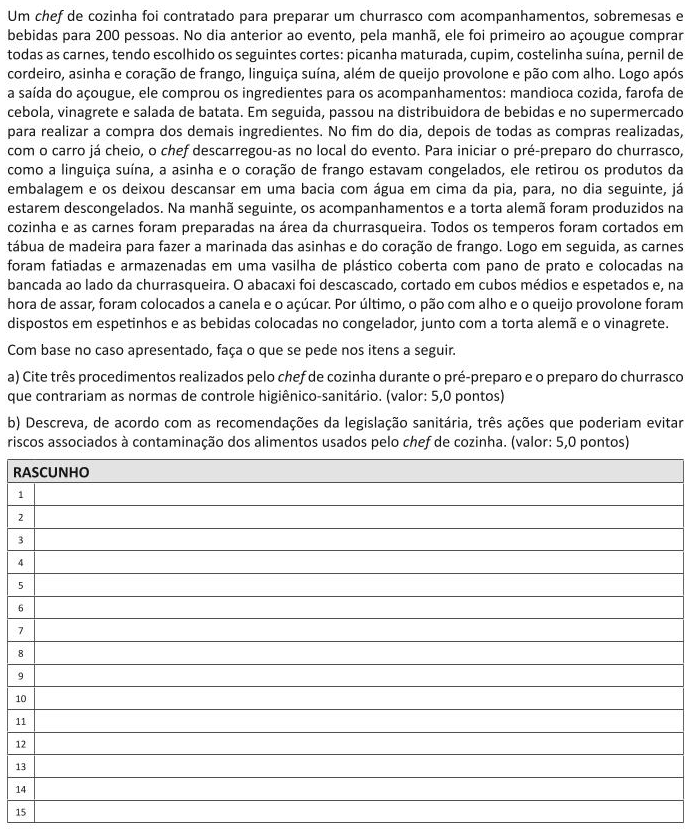 Um chef de cozinha foi contratado para preparar um churrasco com acompanhamentos, sobremesas e
bebidas para 200 pessoas. No dia anterior ao evento, pela manhã, ele foi primeiro ao açougue comprar
todas as carnes, tendo escolhido os seguintes cortes: picanha maturada, cupim, costelinha suína, pernil de
cordeiro, asinha e coração de frango, linguiça suína, além de queijo provolone e pão com alho. Logo após
a saída do açougue, ele comprou os ingredientes para os acompanhamentos: mandioca cozida, farofa de
cebola, vinagrete e salada de batata. Em seguida, passou na distribuidora de bebidas e no supermercado
para realizar a compra dos demais ingredientes. No fim do dia, depois de todas as compras realizadas,
com o carro já cheio, o chef descarregou-as no local do evento. Para iniciar o pré-preparo do churrasco,
como a linguiça suína, a asinha e o coração de frango estavam congelados, ele retirou os produtos da
embalagem e os deixou descansar em uma bacia com água em cima da pia, para, no dia seguinte, já
estarem descongelados. Na manhã seguinte, os acompanhamentos e a torta alemã foram produzidos na
cozinha e as carnes foram preparadas na área da churrasqueira. Todos os temperos foram cortados em
tábua de madeira para fazer a marinada das asinhas e do coração de frango. Logo em seguida, as carnes
foram fatiadas e armazenadas em uma vasilha de plástico coberta com pano de prato e colocadas na
bancada ao lado da churrasqueira. O abacaxi foi descascado, cortado em cubos médios e espetados e, na
hora de assar, foram colocados a canela e o açúcar. Por último, o pão com alho e o queijo provolone foram
dispostos em espetinhos e as bebidas colocadas no congelador, junto com a torta alemã e o vinagrete.
Com base no caso apresentado, faça o que se pede nos itens a seguir.
a) Cite três procedimentos realizados pelo chef de cozinha durante o pré-preparo e o preparo do churrasco
que contrariam as normas de controle higiênico-sanitário. (valor: 5,0 pontos)
b) Descreva, de acordo com as recomendações da legislação sanitária, três ações que poderiam evitar
riscos associados à contaminação dos alimentos usados pelo chef de cozinha. (valor: 5,0 pontos)
RASCUNHO
1
2
3
4
5
6
7
8
9
10
11
12
13
14
15